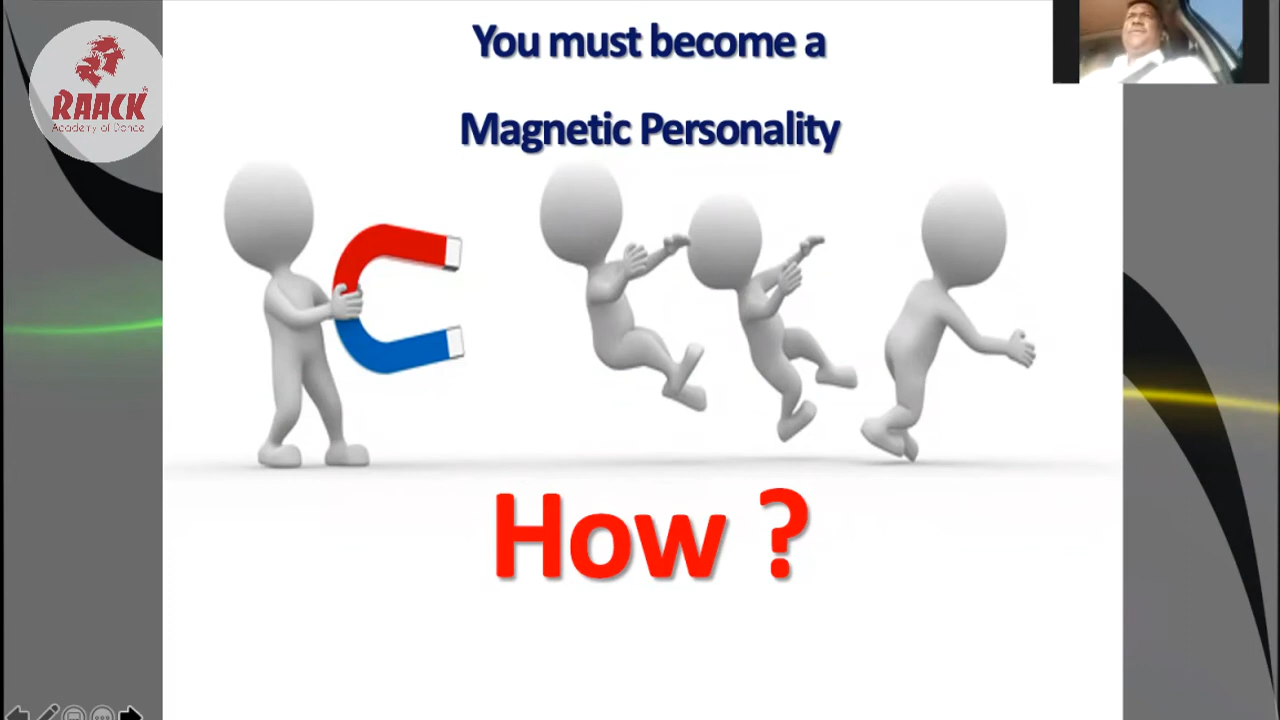 You must become a
Magnetic Personality
RAACK
Academy of Dance
How ?